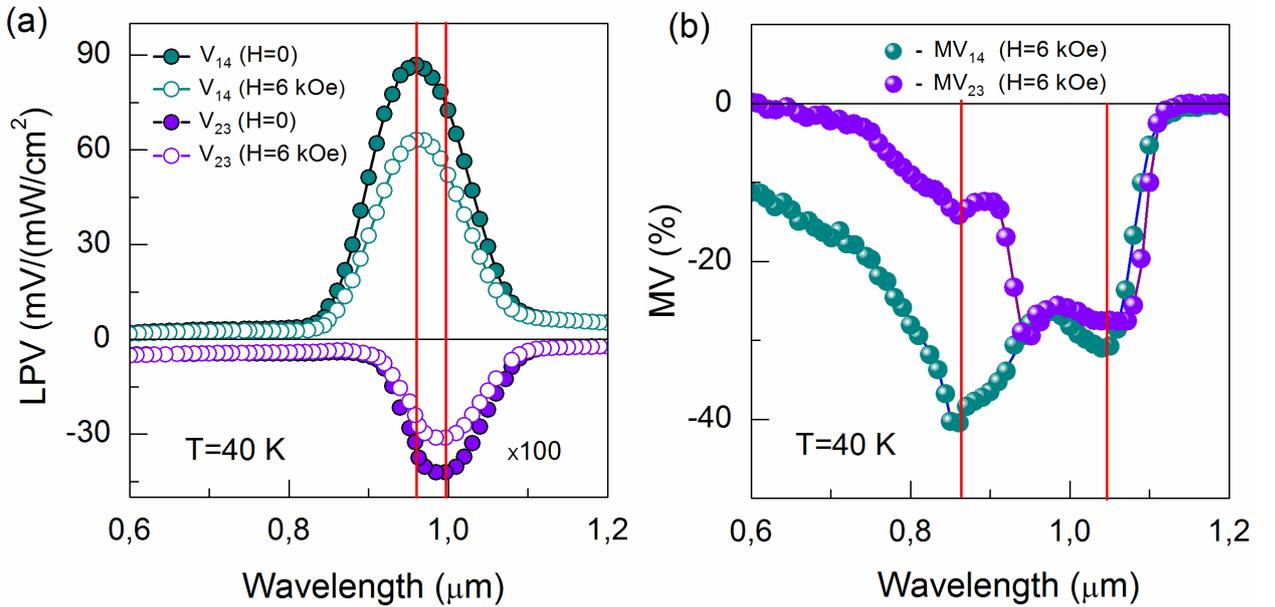 (a)
V14 (H=0)
V14 (H=6 kOe)
V23 (H=0)
V23 (H=6 kOe)
LPV (mV/(mW/cm2)
90
60
30
0
-30
T=40 K
x100
0,6 0,8 1,0 1,2
Wavelength (μm)
(b)
- MV14 (H=6 kOe)
- MV23 (H=6 kOe)
MV (%)
0
-20
-40
T=40 K
0,6 0,8 1,0 1,2
Wavelength (μm)